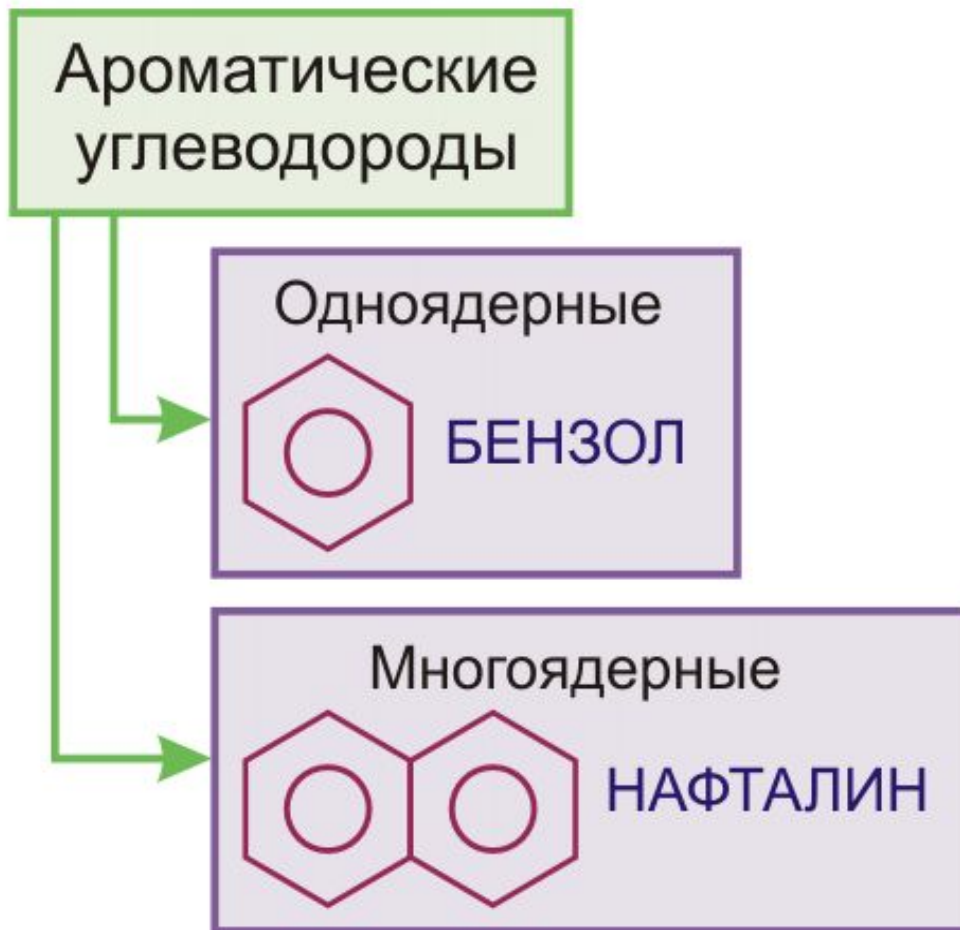 Ароматические
углеводороды
Одноядерные
БЕНЗОЛ
Многоядерные
НАФТАЛИН